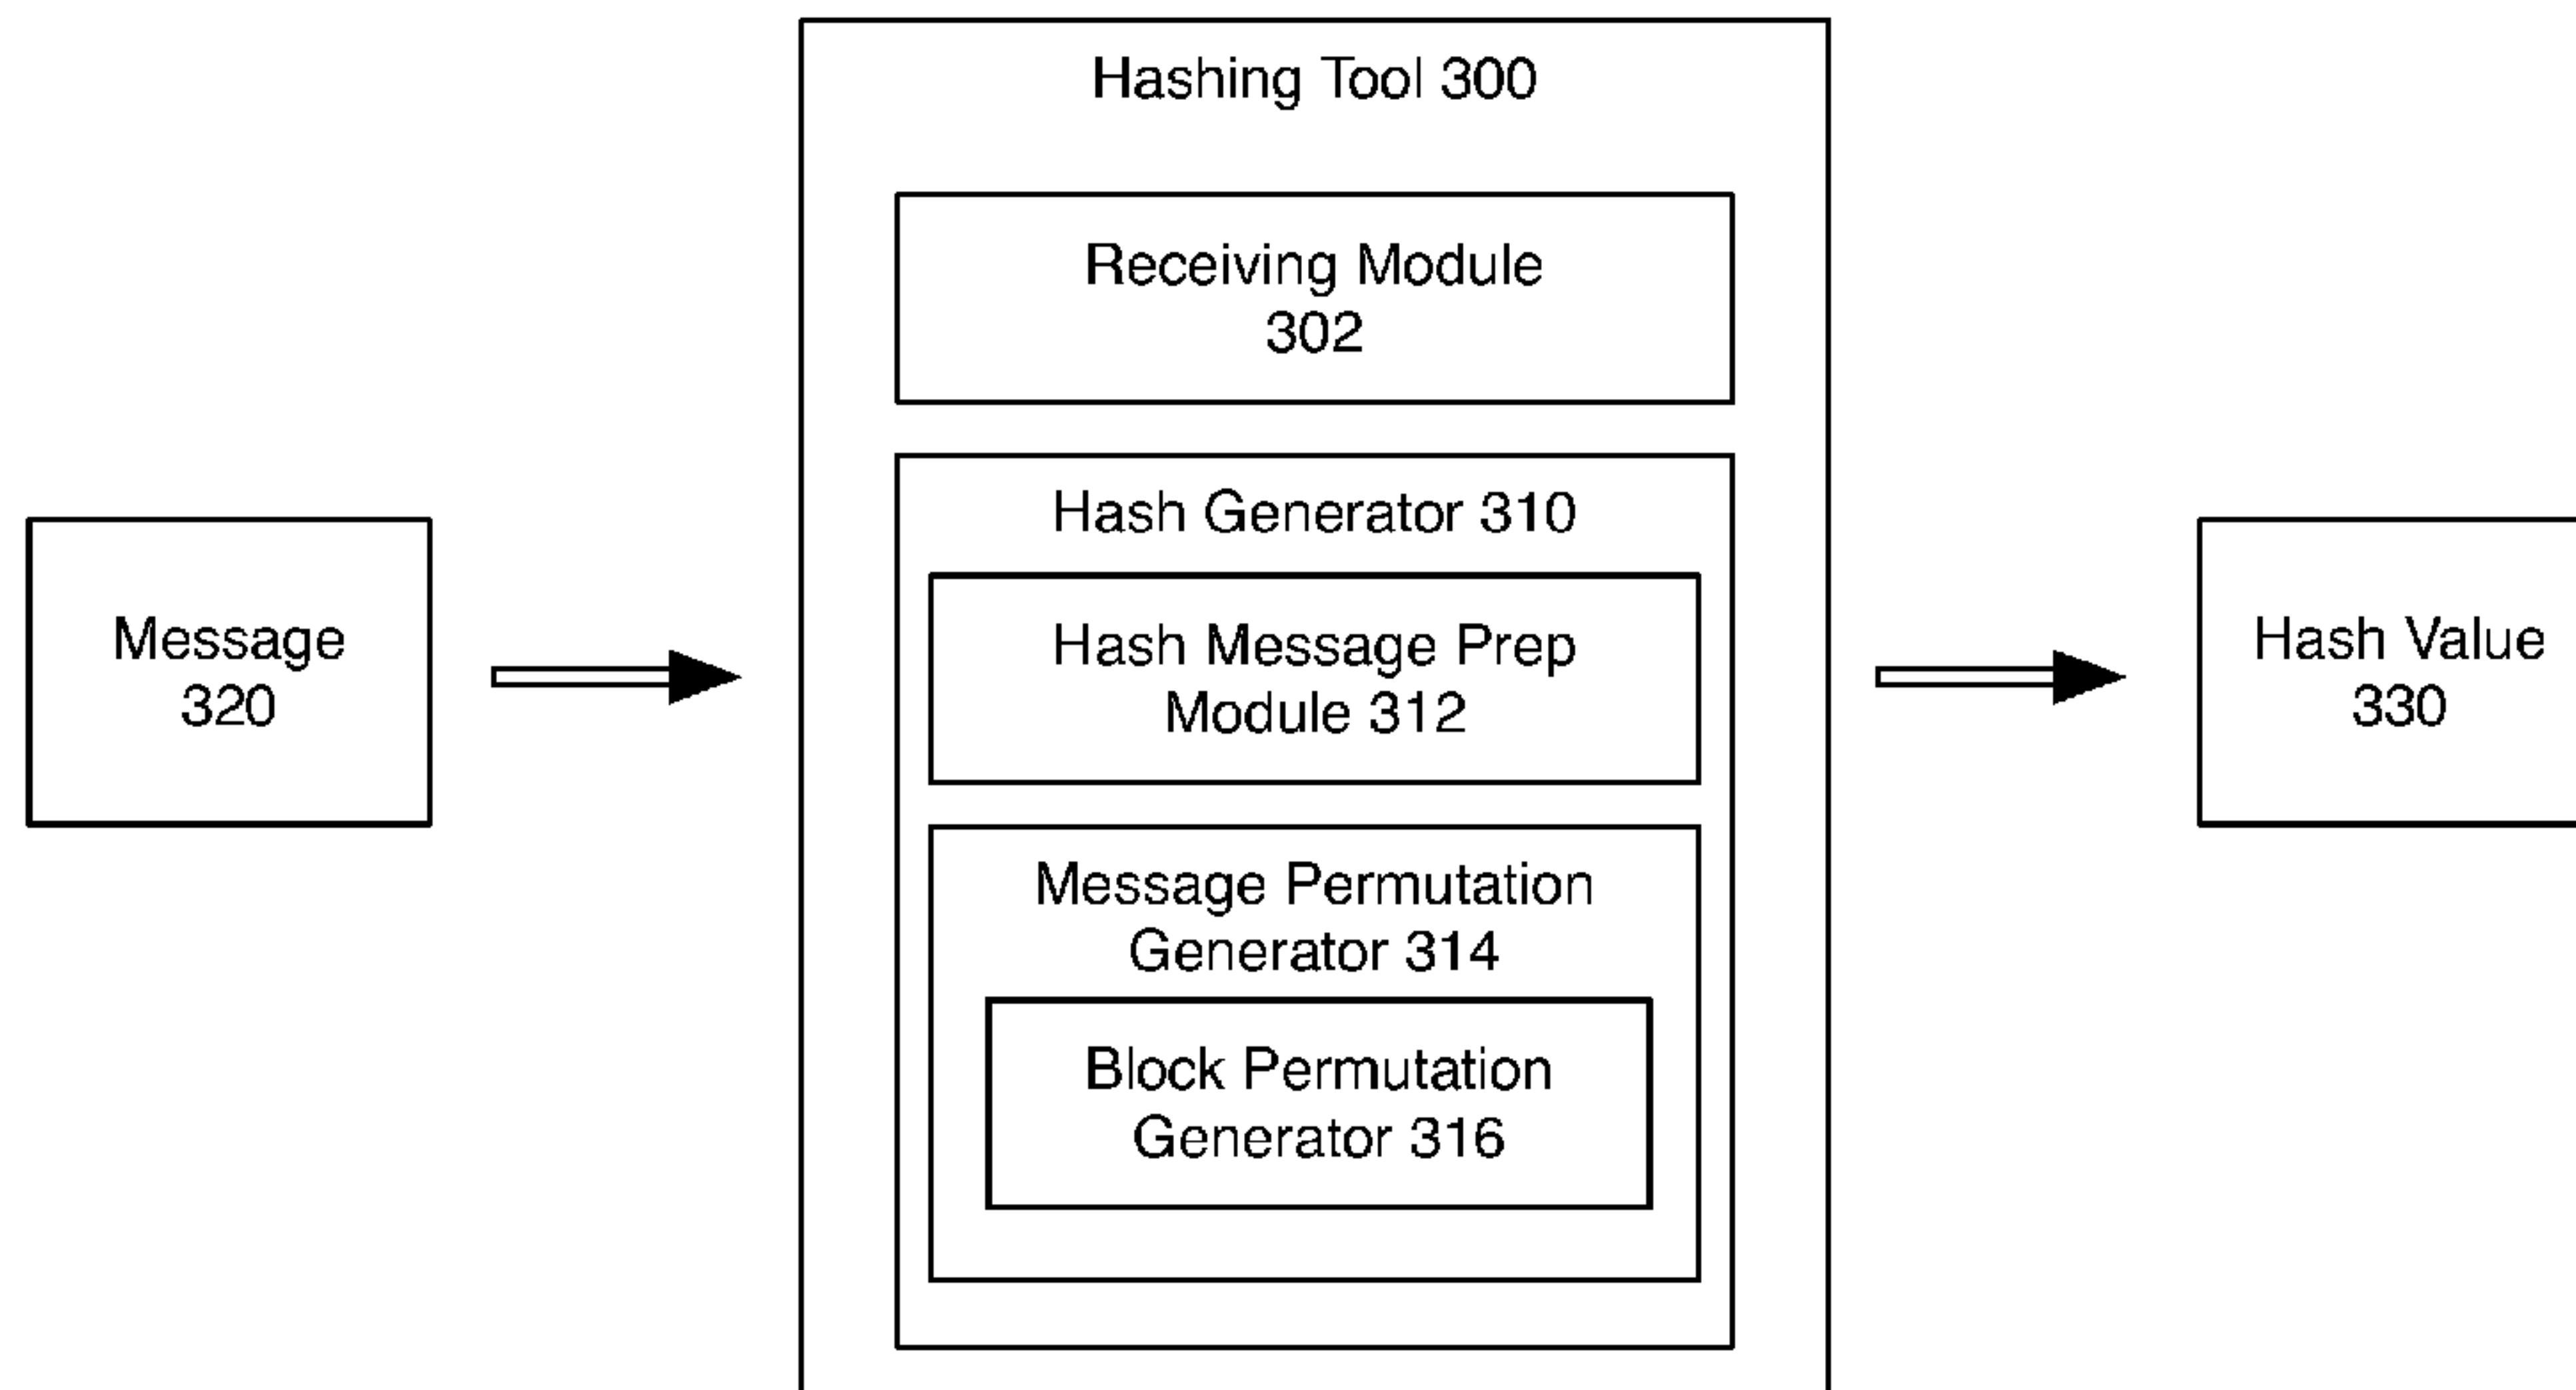 Hashing Tool 300
Receiving Module
302
Hash Generator 310
Hash Message Prep
Module 312
Message Permutation
Generator 314
Block Permutation
Generator 316
Message
320
Hash Value
330